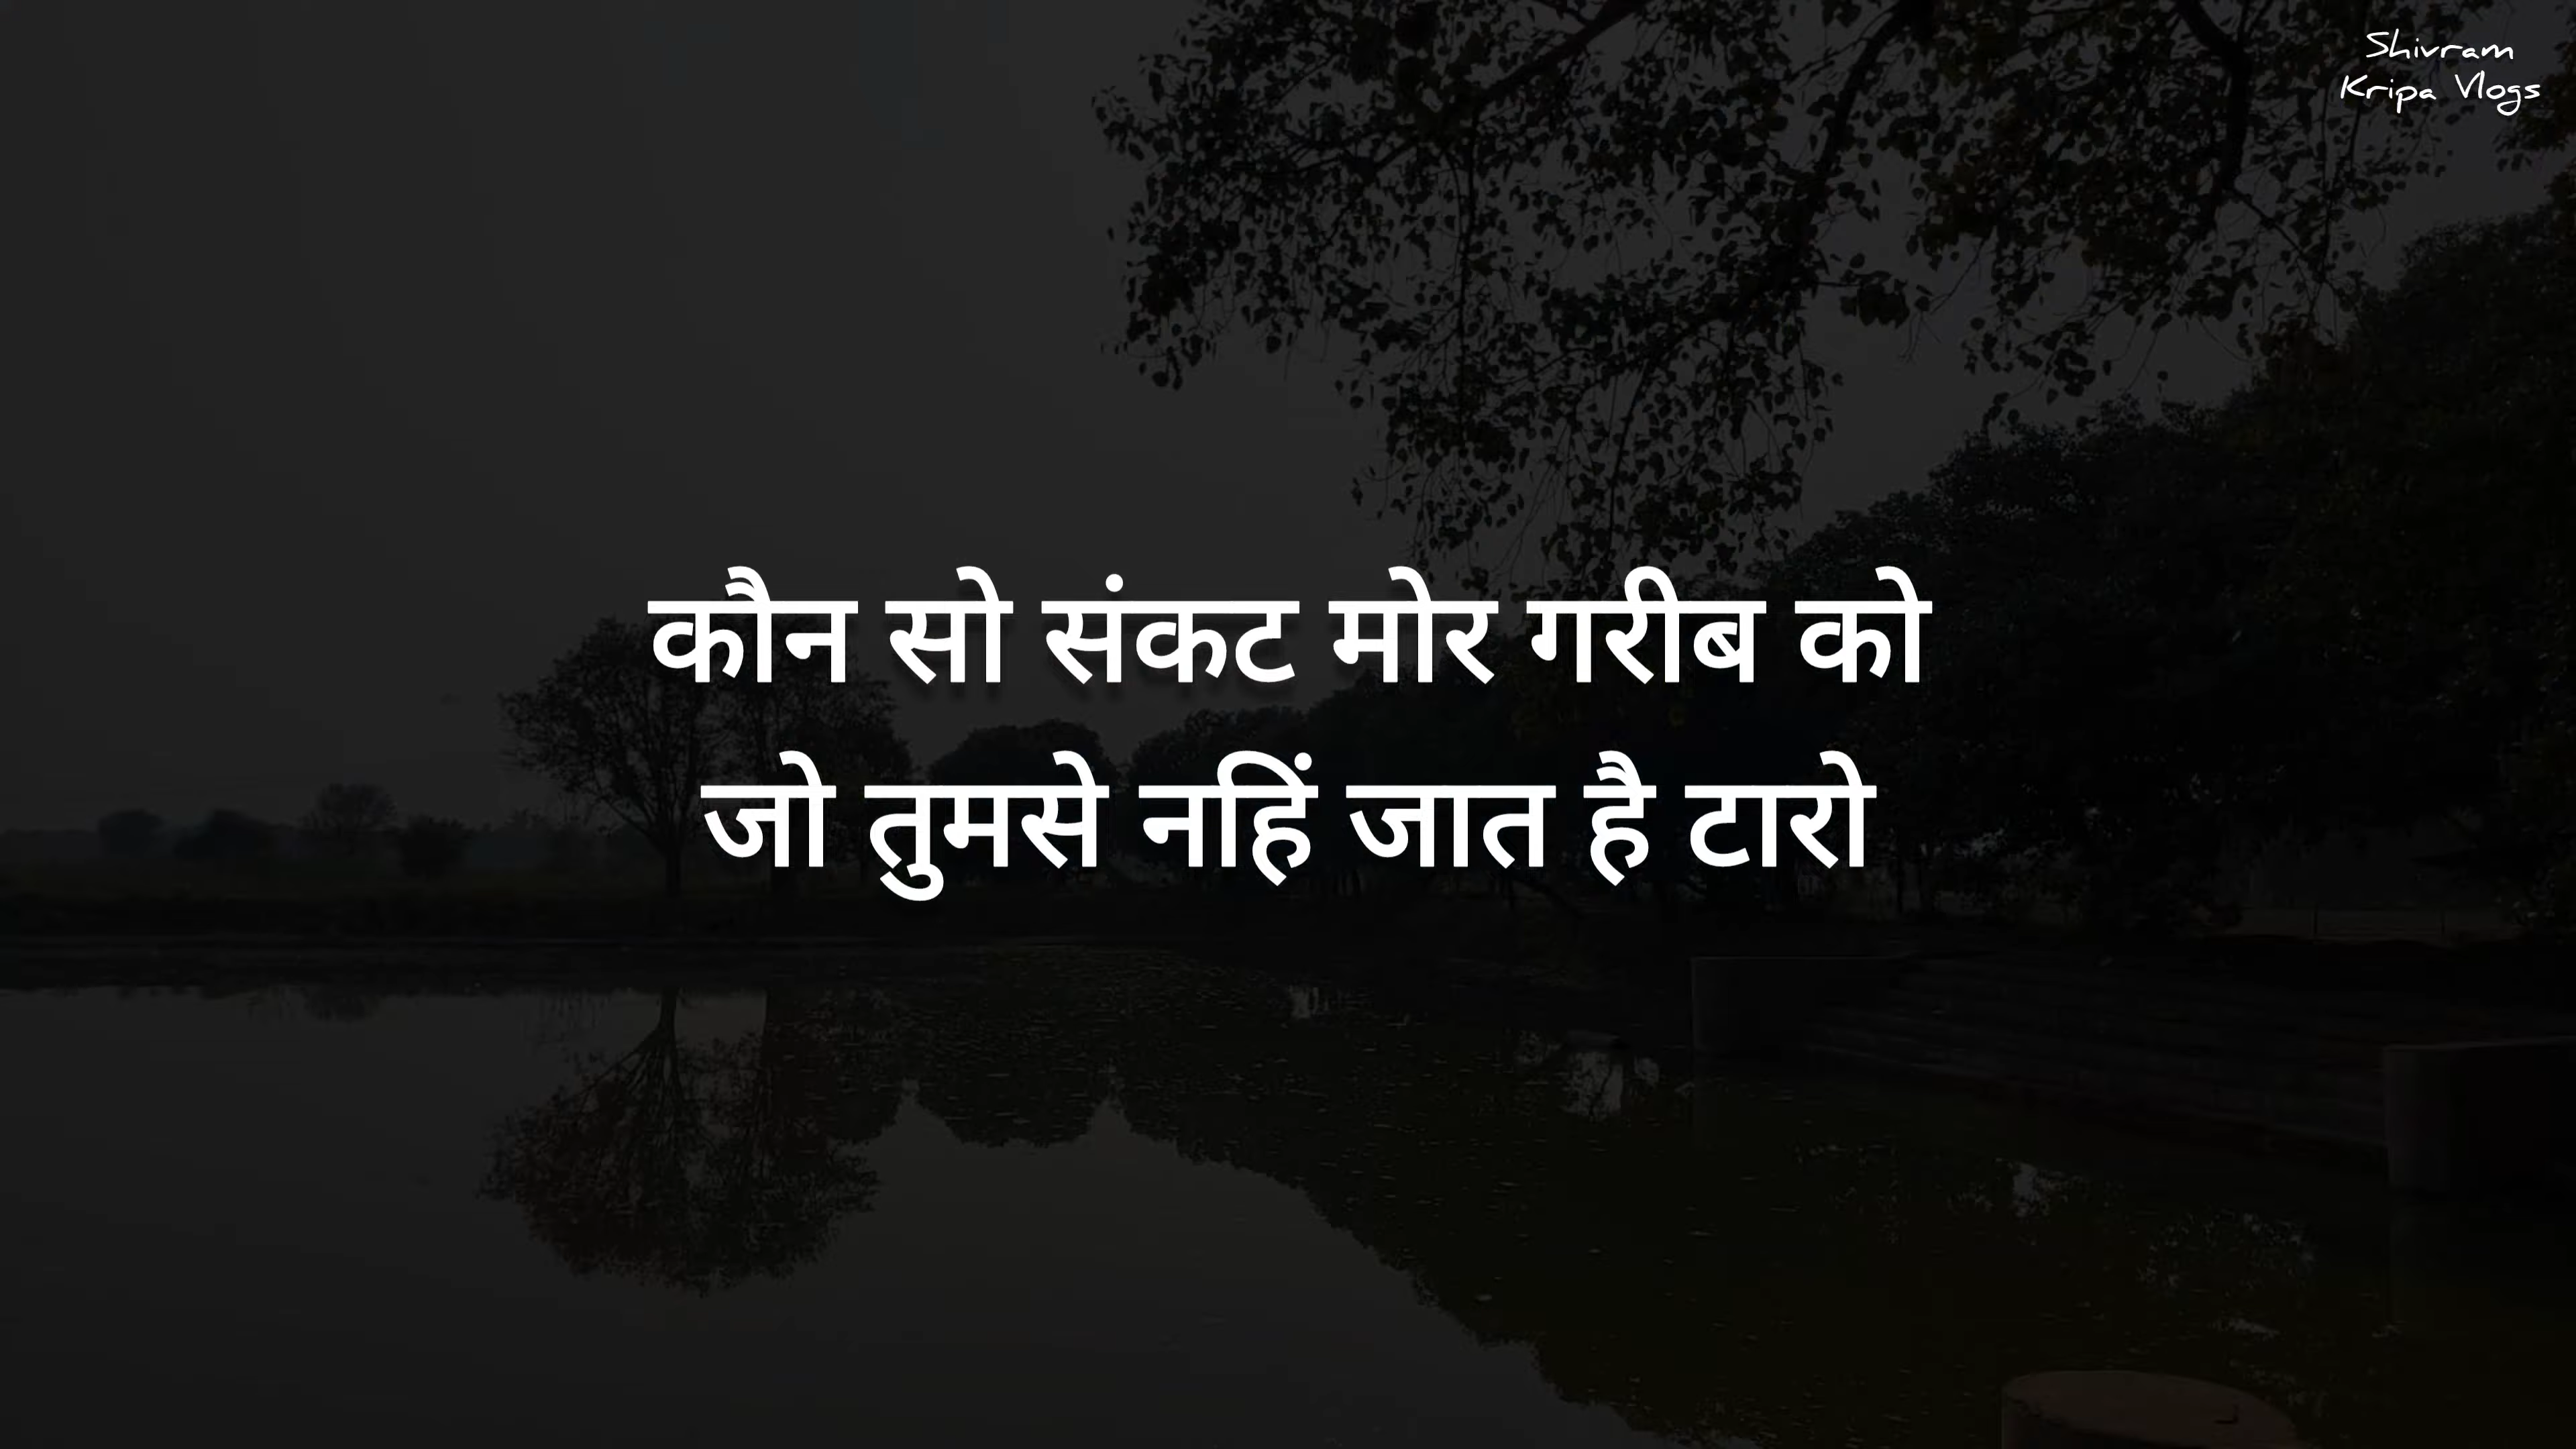 Shivram
Kripa Vlogs
कौन सो संकट मोर गरीब को
जो तुमसे नहिं जात है टारो